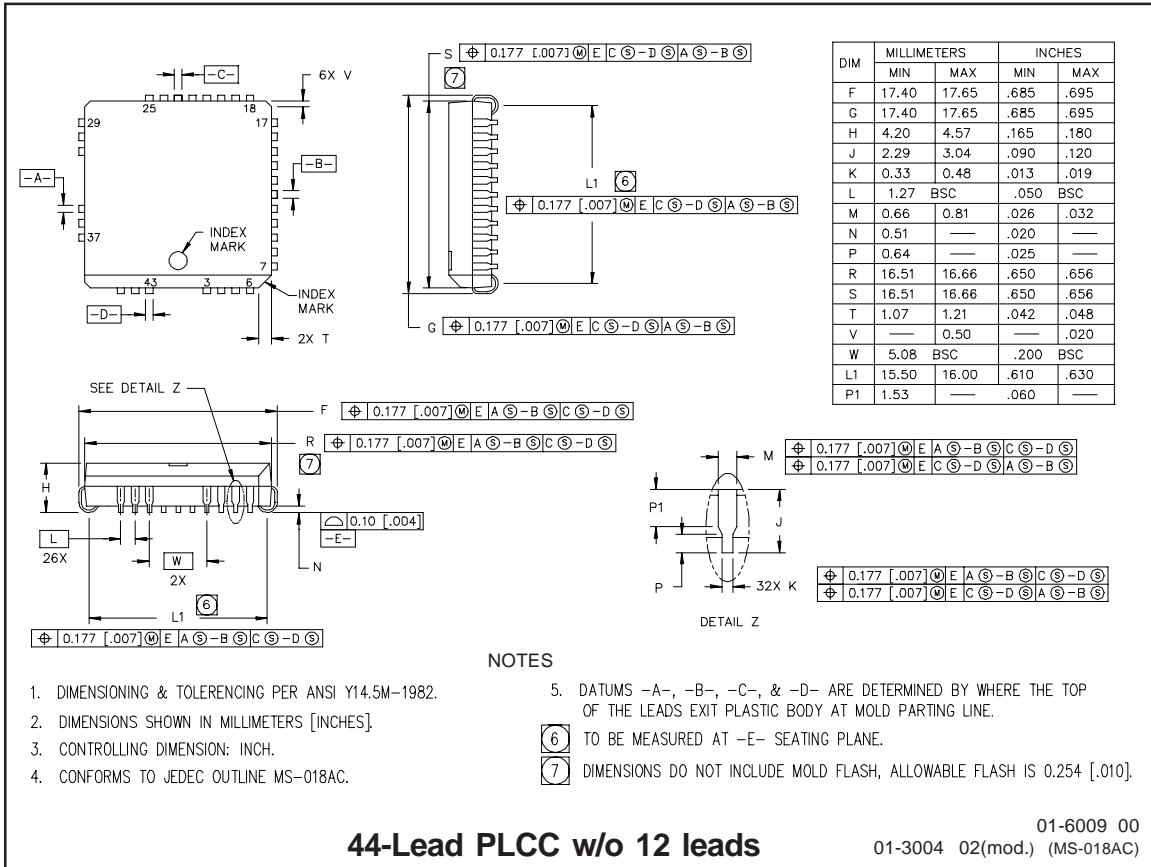 S ⌖ 0.177 [.007] Ⓜ E C Ⓢ – D Ⓢ A Ⓢ – B Ⓢ
7
–C–
6X V
25 18
29 17
–A–
–B–
37
INDEX
MARK
7
43 3 6
INDEX
MARK
–D–
2X T
L1 6
⌖ 0.177 [.007] Ⓜ E C Ⓢ – D Ⓢ A Ⓢ – B Ⓢ
G ⌖ 0.177 [.007] Ⓜ E C Ⓢ – D Ⓢ A Ⓢ – B Ⓢ
DIM MILLIMETERS INCHES
MIN MAX MIN MAX
F 17.40 17.65 .685 .695
G 17.40 17.65 .685 .695
H 4.20 4.57 .165 .180
J 2.29 3.04 .090 .120
K 0.33 0.48 .013 .019
L 1.27 BSC .050 BSC
M 0.66 0.81 .026 .032
N 0.51 — .020 —
P 0.64 — .025 —
R 16.51 16.66 .650 .656
S 16.51 16.66 .650 .656
T 1.07 1.21 .042 .048
V — 0.50 — .020
W 5.08 BSC .200 BSC
L1 15.50 16.00 .610 .630
P1 1.53 — .060 —
SEE DETAIL Z
F ⌖ 0.177 [.007] Ⓜ E A Ⓢ – B Ⓢ C Ⓢ – D Ⓢ
R ⌖ 0.177 [.007] Ⓜ E A Ⓢ – B Ⓢ C Ⓢ – D Ⓢ
7
H
⌓ 0.10 [.004]
–E–
L
26X
W
2X
N
L1 6
⌖ 0.177 [.007] Ⓜ E A Ⓢ – B Ⓢ C Ⓢ – D Ⓢ
M ⌖ 0.177 [.007] Ⓜ E A Ⓢ – B Ⓢ C Ⓢ – D Ⓢ
⌖ 0.177 [.007] Ⓜ E C Ⓢ – D Ⓢ A Ⓢ – B Ⓢ
P1
J
P
32X K
⌖ 0.177 [.007] Ⓜ E A Ⓢ – B Ⓢ C Ⓢ – D Ⓢ
⌖ 0.177 [.007] Ⓜ E C Ⓢ – D Ⓢ A Ⓢ – B Ⓢ
DETAIL Z
NOTES
1. DIMENSIONING & TOLERENCING PER ANSI Y14.5M–1982.
2. DIMENSIONS SHOWN IN MILLIMETERS [INCHES].
3. CONTROLLING DIMENSION: INCH.
4. CONFORMS TO JEDEC OUTLINE MS–018AC.
5. DATUMS –A–, –B–, –C–, & –D– ARE DETERMINED BY WHERE THE TOP
OF THE LEADS EXIT PLASTIC BODY AT MOLD PARTING LINE.
6 TO BE MEASURED AT –E– SEATING PLANE.
7 DIMENSIONS DO NOT INCLUDE MOLD FLASH, ALLOWABLE FLASH IS 0.254 [.010].
44-Lead PLCC w/o 12 leads
01-6009 00
01-3004 02(mod.) (MS-018AC)